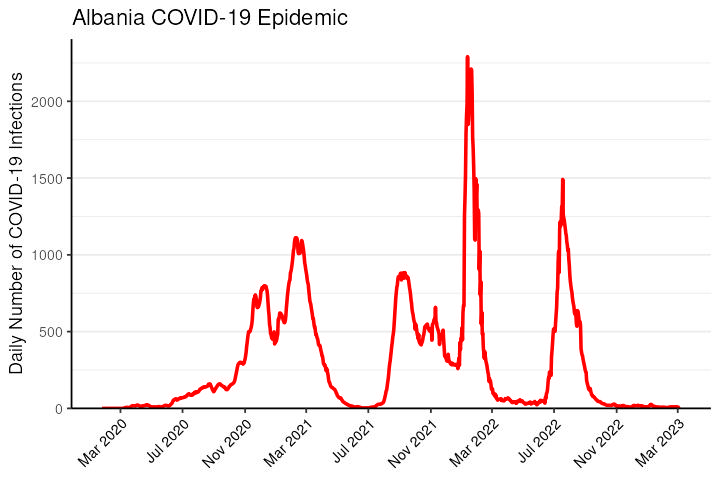 Albania COVID-19 Epidemic
Daily Number of COVID-19 Infections
2000
1500
1000
500
0
Mar 2020
Jul 2020
Nov 2020
Mar 2021
Jul 2021
Nov 2021
Mar 2022
Jul 2022
Nov 2022
Mar 2023